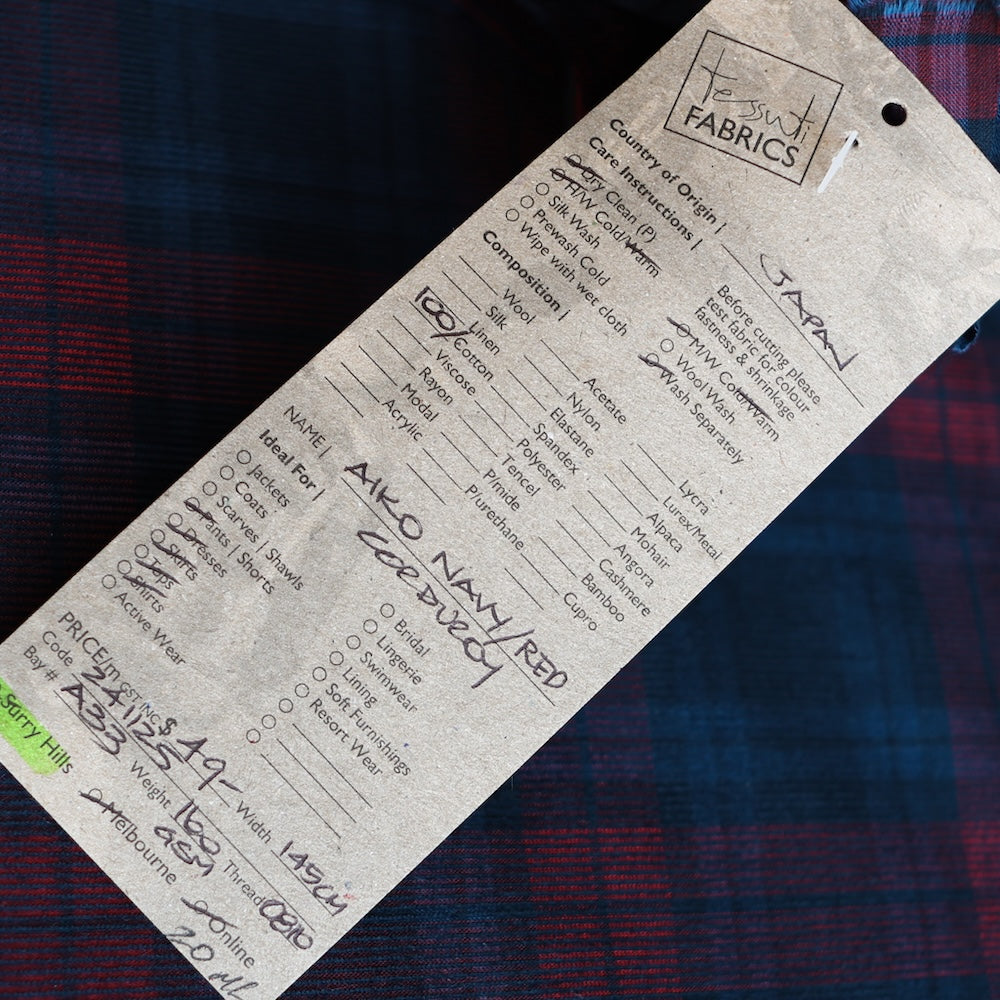 tessuti
FABRICS
Country of Origin | JAPAN
Care Instructions |
Dry Clean (P)
H/W Cold/Warm
Silk Wash
Prewash Cold
Wipe with wet cloth
Before cutting please
test fabric for colour
fastness & shrinkage
M/W Cold/Warm
Wool Wash
Wash Separately
Composition |
Wool
Silk
Linen
100/ Cotton
Viscose
Rayon
Modal
Acrylic
Acetate
Nylon
Elastane
Spandex
Polyester
Tencel
P/mide
P/urethane
Lycra
Lurex/Metal
Alpaca
Mohair
Angora
Cashmere
Bamboo
Cupro
NAME | AIKO NAVY/RED
CORDUROY
Ideal For |
Jackets
Coats
Scarves | Shawls
Pants | Shorts
Dresses
Skirts
Tops
Shirts
Active Wear
Bridal
Lingerie
Swimwear
Lining
Soft Furnishings
Resort Wear
PRICE/m GST INC $ 49- Width 145CM
Code 241125 Weight 160 GSM Thread 0810
Bay# A33
Surry Hills
Melbourne
Online